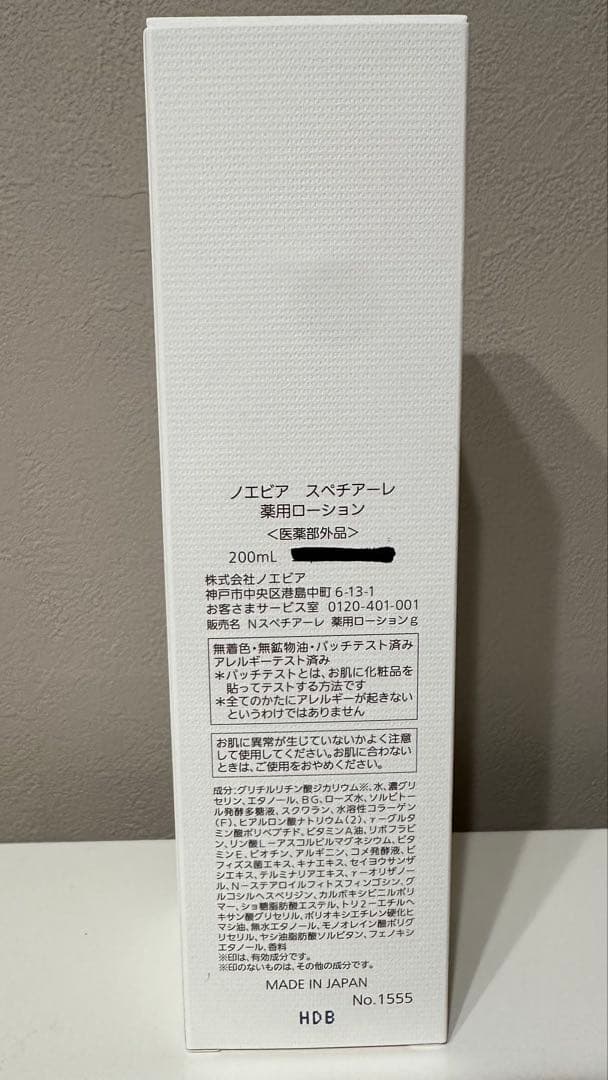 ノエビア　スペチアーレ
薬用ローション
<医薬部外品>
200mL
株式会社ノエビア
神戸市中央区港島中町6-13-1
お客さまサービス室 0120-401-001
販売名 Nスペチアーレ 薬用ローションg
無着色・無鉱物油・パッチテスト済み
アレルギーテスト済み
＊パッチテストとは、お肌に化粧品を
貼ってテストする方法です
＊全てのかたにアレルギーが起きない
というわけではありません
お肌に異常が生じていないかよく注意
して使用してください。お肌に合わない
ときは、ご使用をおやめください。
成分:グリチルリチン酸ジカリウム※、水、濃グリ
セリン、エタノール、BG、ローズ水、ソルビトー
ル発酵多糖液、スクワラン、水溶性コラーゲン
(F)、ヒアルロン酸ナトリウム(2)、γ-グルタ
ミン酸ポリペプチド、ビタミンA油、リボフラビ
ン、リン酸L-アスコルビルマグネシウム、ビタ
ミンE、ビオチン、アルギニン、コメ発酵液、ビ
フィズス菌エキス、キナエキス、セイヨウサンザ
シエキス、テルミナリアエキス、γ-オリザノー
ル、N-ステアロイルフィトスフィンゴシン、グル
コシルヘスペリジン、カルボキシビニルポリ
マー、ショ糖脂肪酸エステル、トリ2-エチルヘ
キサン酸グリセリル、ポリオキシエチレン硬化ヒ
マシ油、無水エタノール、モノオレイン酸ポリグ
リセリル、ヤシ油脂肪酸ソルビタン、フェノキシ
エタノール、香料
※印は、有効成分です。
※印のないものは、その他の成分です。
MADE IN JAPAN
No.1555
HDB